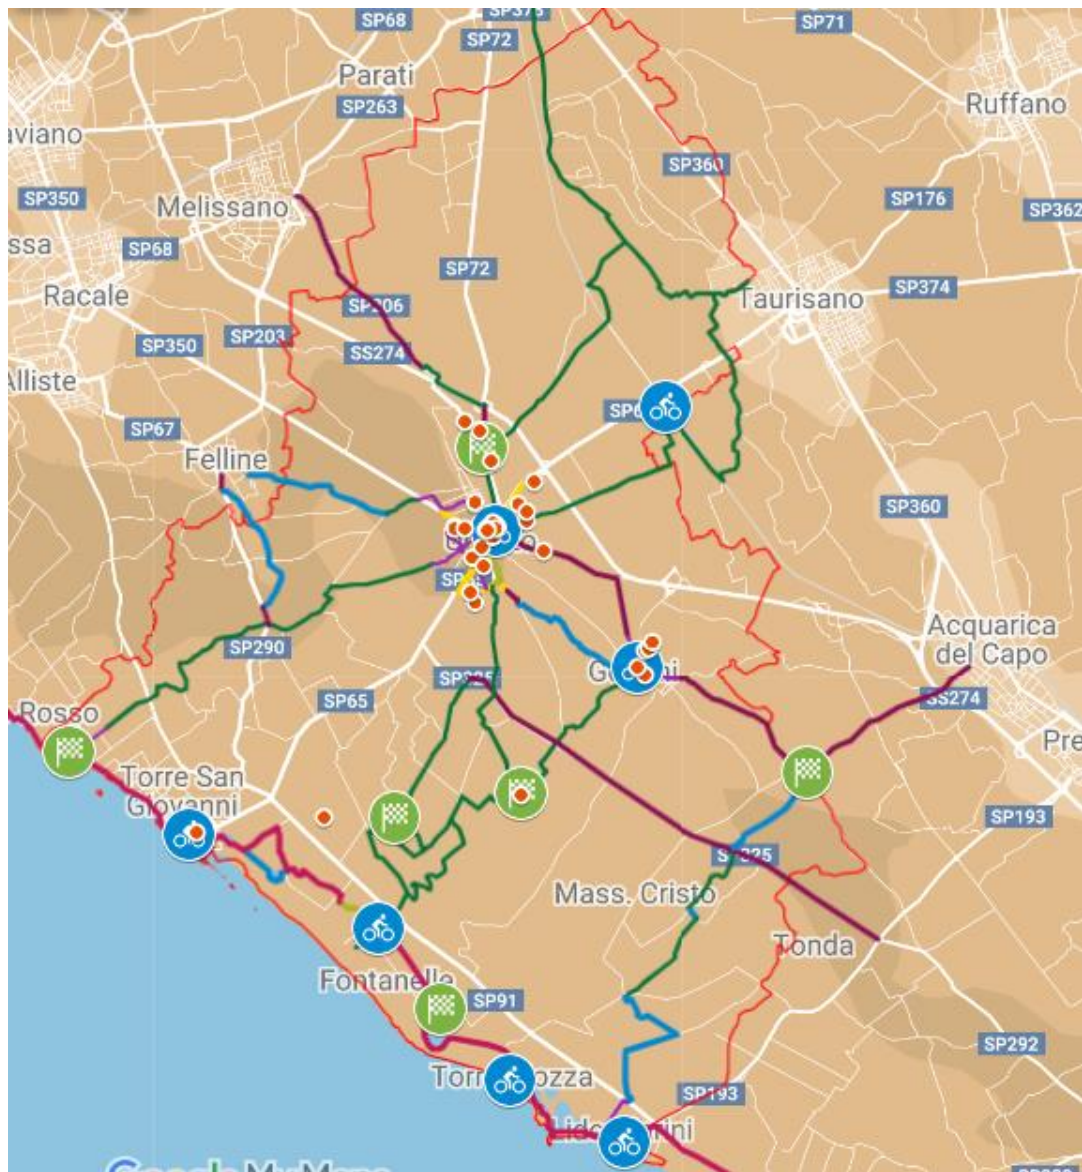 SP68
SP72
SP71
Parati
SP263
Ruffano
aviano
SP360
SP350
Melissano
SP176
SP362
ssa
SP68
SP72
SP374
Racale
SP206
Taurisano
SP350
SP203
SS274
Alliste
SP67
Felline
SP360
SP290
Acquarica
del Capo
SP65
SS274
Rosso
Pre
Torre San
Giovanni
SP193
Mass. Cristo
Tonda
Fontanelle
SP91
SP292
SP193